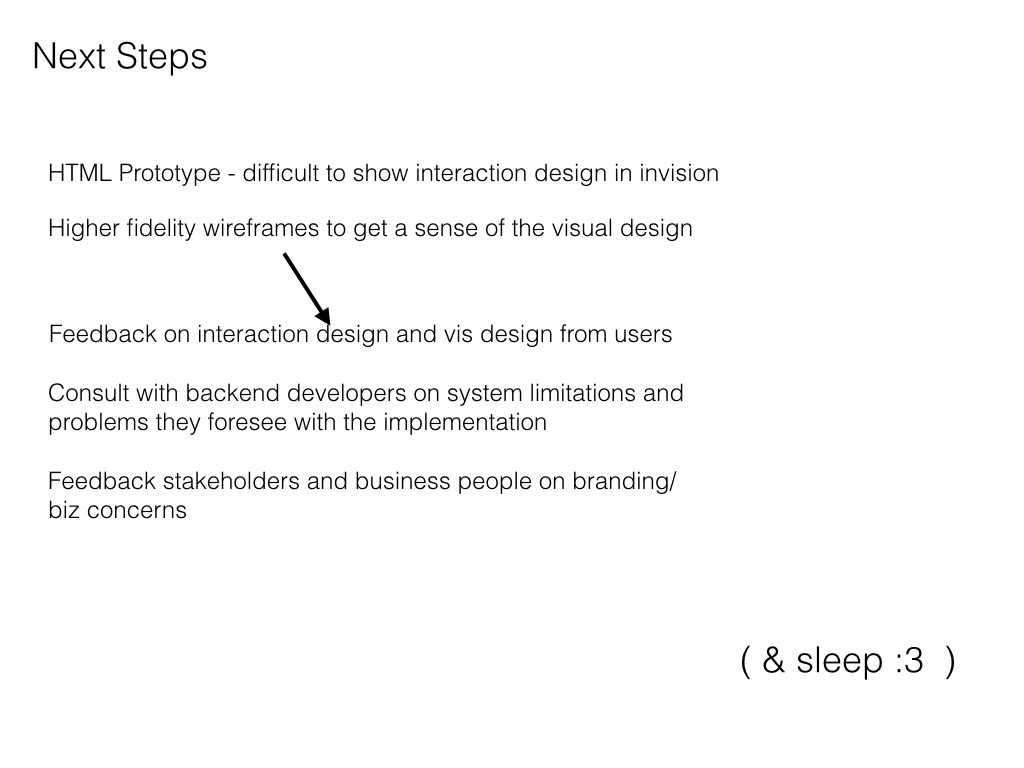 Next Steps
HTML Prototype - difficult to show interaction design in invision
Higher fidelity wireframes to get a sense of the visual design
Feedback on interaction design and vis design from users
Consult with backend developers on system limitations and
problems they foresee with the implementation
Feedback stakeholders and business people on branding/
biz concerns
( & sleep :3  )